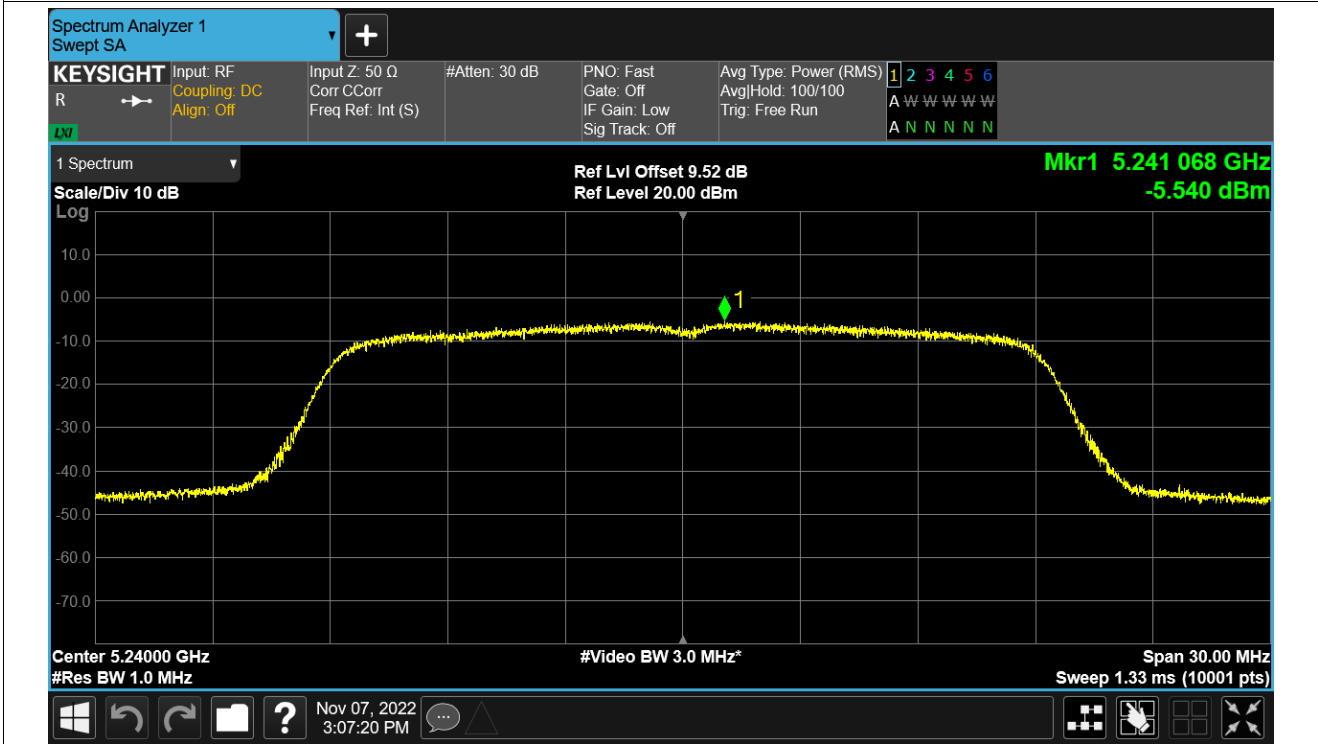 Spectrum Analyzer 1
Swept SA
KEYSIGHT
R
LXI
Input: RF
Coupling: DC
Align: Off
Input Z: 50 Ω
Corr CCorr
Freq Ref: Int (S)
#Atten: 30 dB
PNO: Fast
Gate: Off
IF Gain: Low
Sig Track: Off
Avg Type: Power (RMS)
Avg|Hold: 100/100
Trig: Free Run
1 2 3 4 5 6
A W W W W W
A N N N N N
1 Spectrum
Scale/Div 10 dB
Ref Lvl Offset 9.52 dB
Ref Level 20.00 dBm
Mkr1 5.241 068 GHz
-5.540 dBm
Log
10.0
0.00
-10.0
-20.0
-30.0
-40.0
-50.0
-60.0
-70.0
1
Center 5.24000 GHz
#Res BW 1.0 MHz
#Video BW 3.0 MHz*
Span 30.00 MHz
Sweep 1.33 ms (10001 pts)
?
Nov 07, 2022
3:07:20 PM